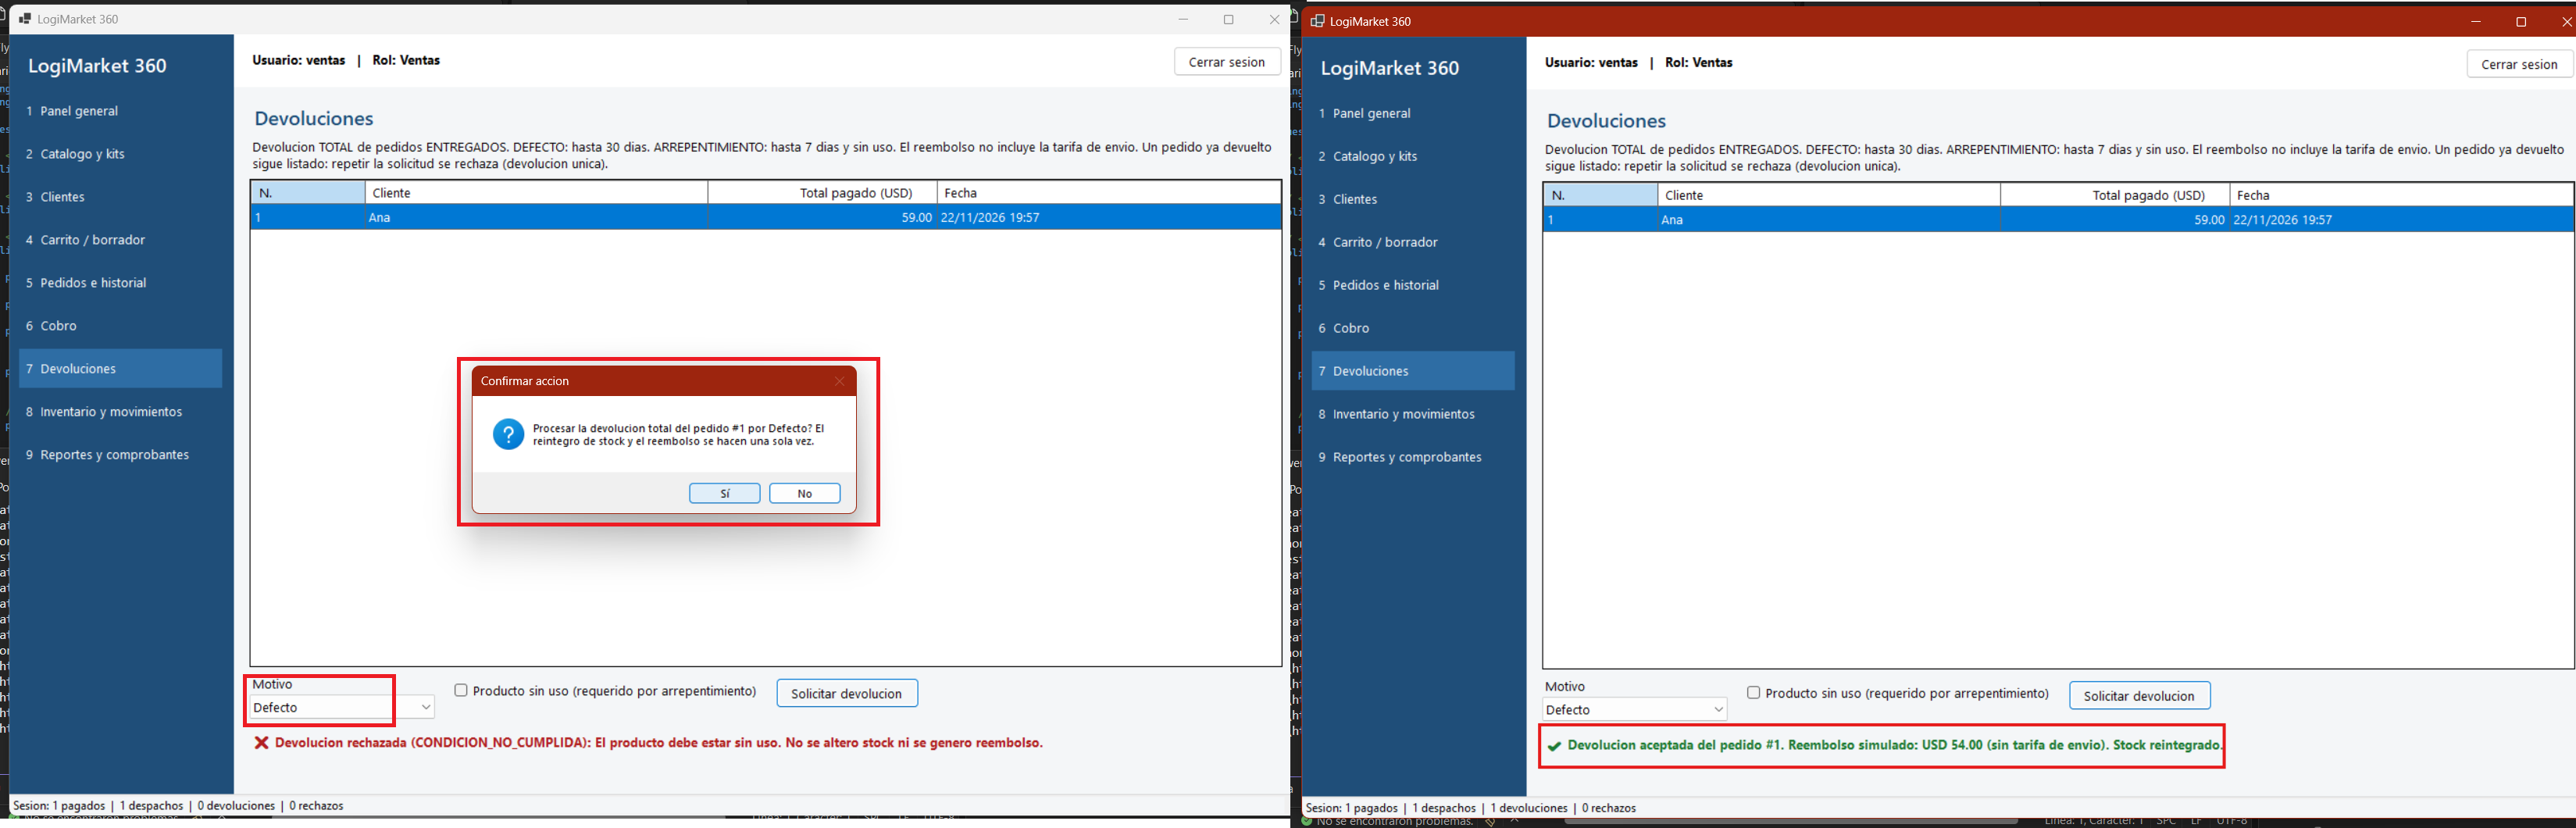 LogiMarket 360
LogiMarket 360
Usuario: ventas | Rol: Ventas
Cerrar sesion
1 Panel general
2 Catalogo y kits
3 Clientes
4 Carrito / borrador
5 Pedidos e historial
6 Cobro
7 Devoluciones
8 Inventario y movimientos
9 Reportes y comprobantes
Devoluciones
Devolucion TOTAL de pedidos ENTREGADOS. DEFECTO: hasta 30 dias. ARREPENTIMIENTO: hasta 7 dias y sin uso. El reembolso no incluye la tarifa de envio. Un pedido ya devuelto
sigue listado: repetir la solicitud se rechaza (devolucion unica).
N. Cliente Total pagado (USD) Fecha
1 Ana 59.00 22/11/2026 19:57
Confirmar accion
Procesar la devolucion total del pedido #1 por Defecto? El
reintegro de stock y el reembolso se hacen una sola vez.
Sí No
Motivo
Defecto
Producto sin uso (requerido por arrepentimiento)
Solicitar devolucion
Devolucion rechazada (CONDICION_NO_CUMPLIDA): El producto debe estar sin uso. No se altero stock ni se genero reembolso.
Sesion: 1 pagados | 1 despachos | 0 devoluciones | 0 rechazos
LogiMarket 360
LogiMarket 360
Usuario: ventas | Rol: Ventas
Cerrar sesion
1 Panel general
2 Catalogo y kits
3 Clientes
4 Carrito / borrador
5 Pedidos e historial
6 Cobro
7 Devoluciones
8 Inventario y movimientos
9 Reportes y comprobantes
Devoluciones
Devolucion TOTAL de pedidos ENTREGADOS. DEFECTO: hasta 30 dias. ARREPENTIMIENTO: hasta 7 dias y sin uso. El reembolso no incluye la tarifa de envio. Un pedido ya devuelto
sigue listado: repetir la solicitud se rechaza (devolucion unica).
N. Cliente Total pagado (USD) Fecha
1 Ana 59.00 22/11/2026 19:57
Motivo
Defecto
Producto sin uso (requerido por arrepentimiento)
Solicitar devolucion
Devolucion aceptada del pedido #1. Reembolso simulado: USD 54.00 (sin tarifa de envio). Stock reintegrado.
Sesion: 1 pagados | 1 despachos | 1 devoluciones | 0 rechazos
No se encontraron problemas.